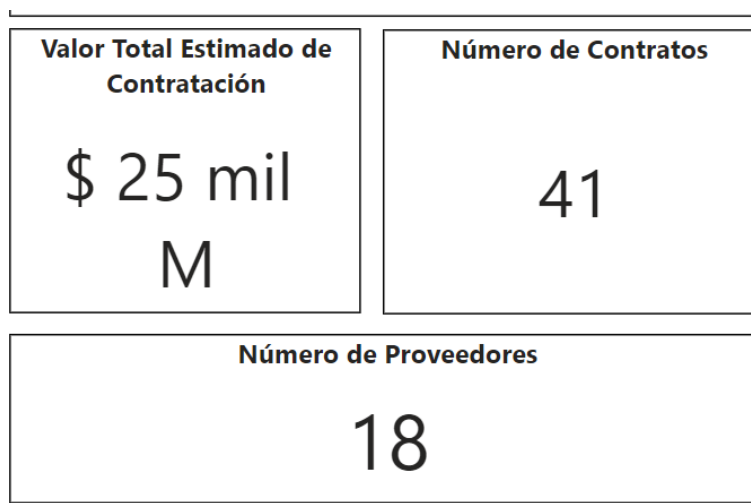 Valor Total Estimado de
Contratación
$ 25 mil
M
Número de Contratos
41
Número de Proveedores
18